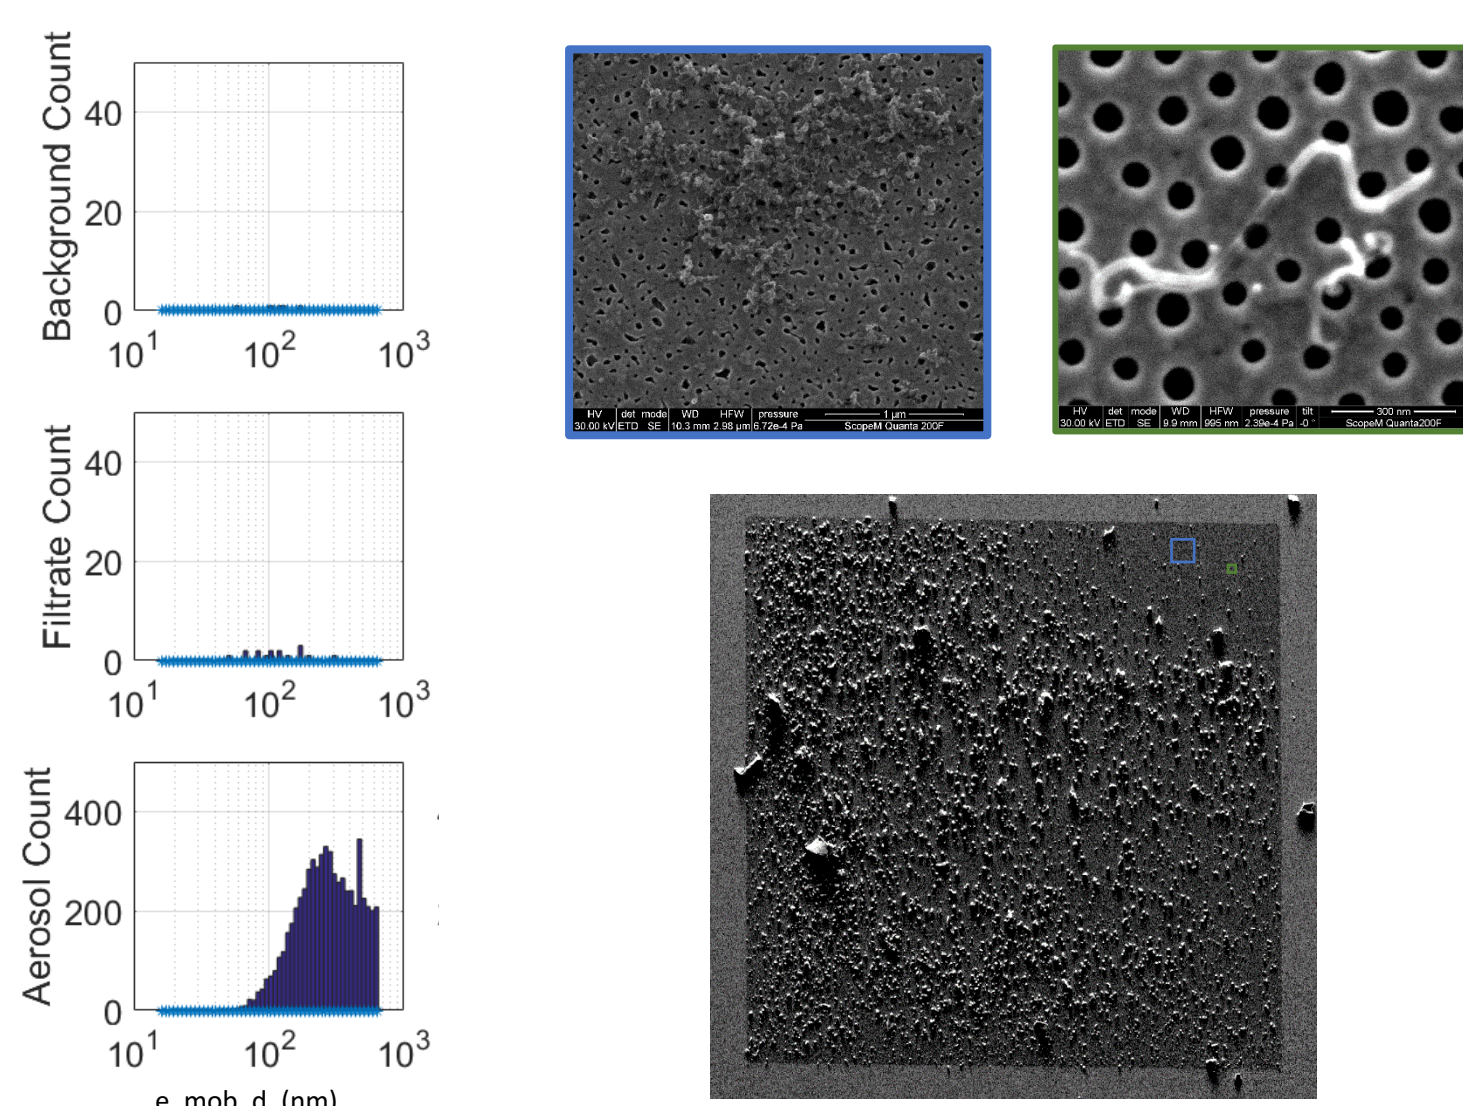 Background Count
40
20
0
10^1 10^2 10^3
Filtrate Count
40
20
0
10^1 10^2 10^3
Aerosol Count
400
200
0
10^1 10^2 10^3
e. mob. d. (nm)
HV det mode WD HFW pressure 1 µm
30.00 kV ETD SE 10.3 mm 2.98 µm 6.72e-4 Pa ScopeM Quanta 200F
HV det mode WD HFW pressure tilt 300 nm
30.00 kV ETD SE 9.9 mm 995 nm 2.39e-4 Pa -0 ° ScopeM Quanta200F